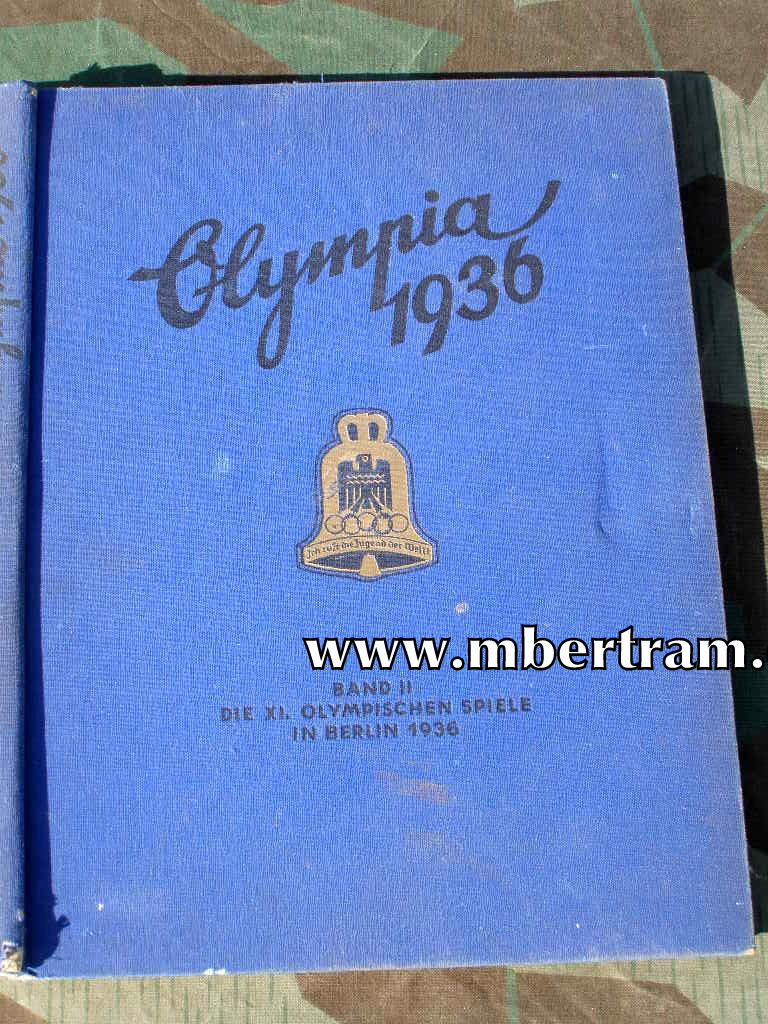 Olympia
1936
Ich rufe die Jugend der Welt!
www.mbertram.
BAND II
DIE XI. OLYMPISCHEN SPIELE
IN BERLIN 1936